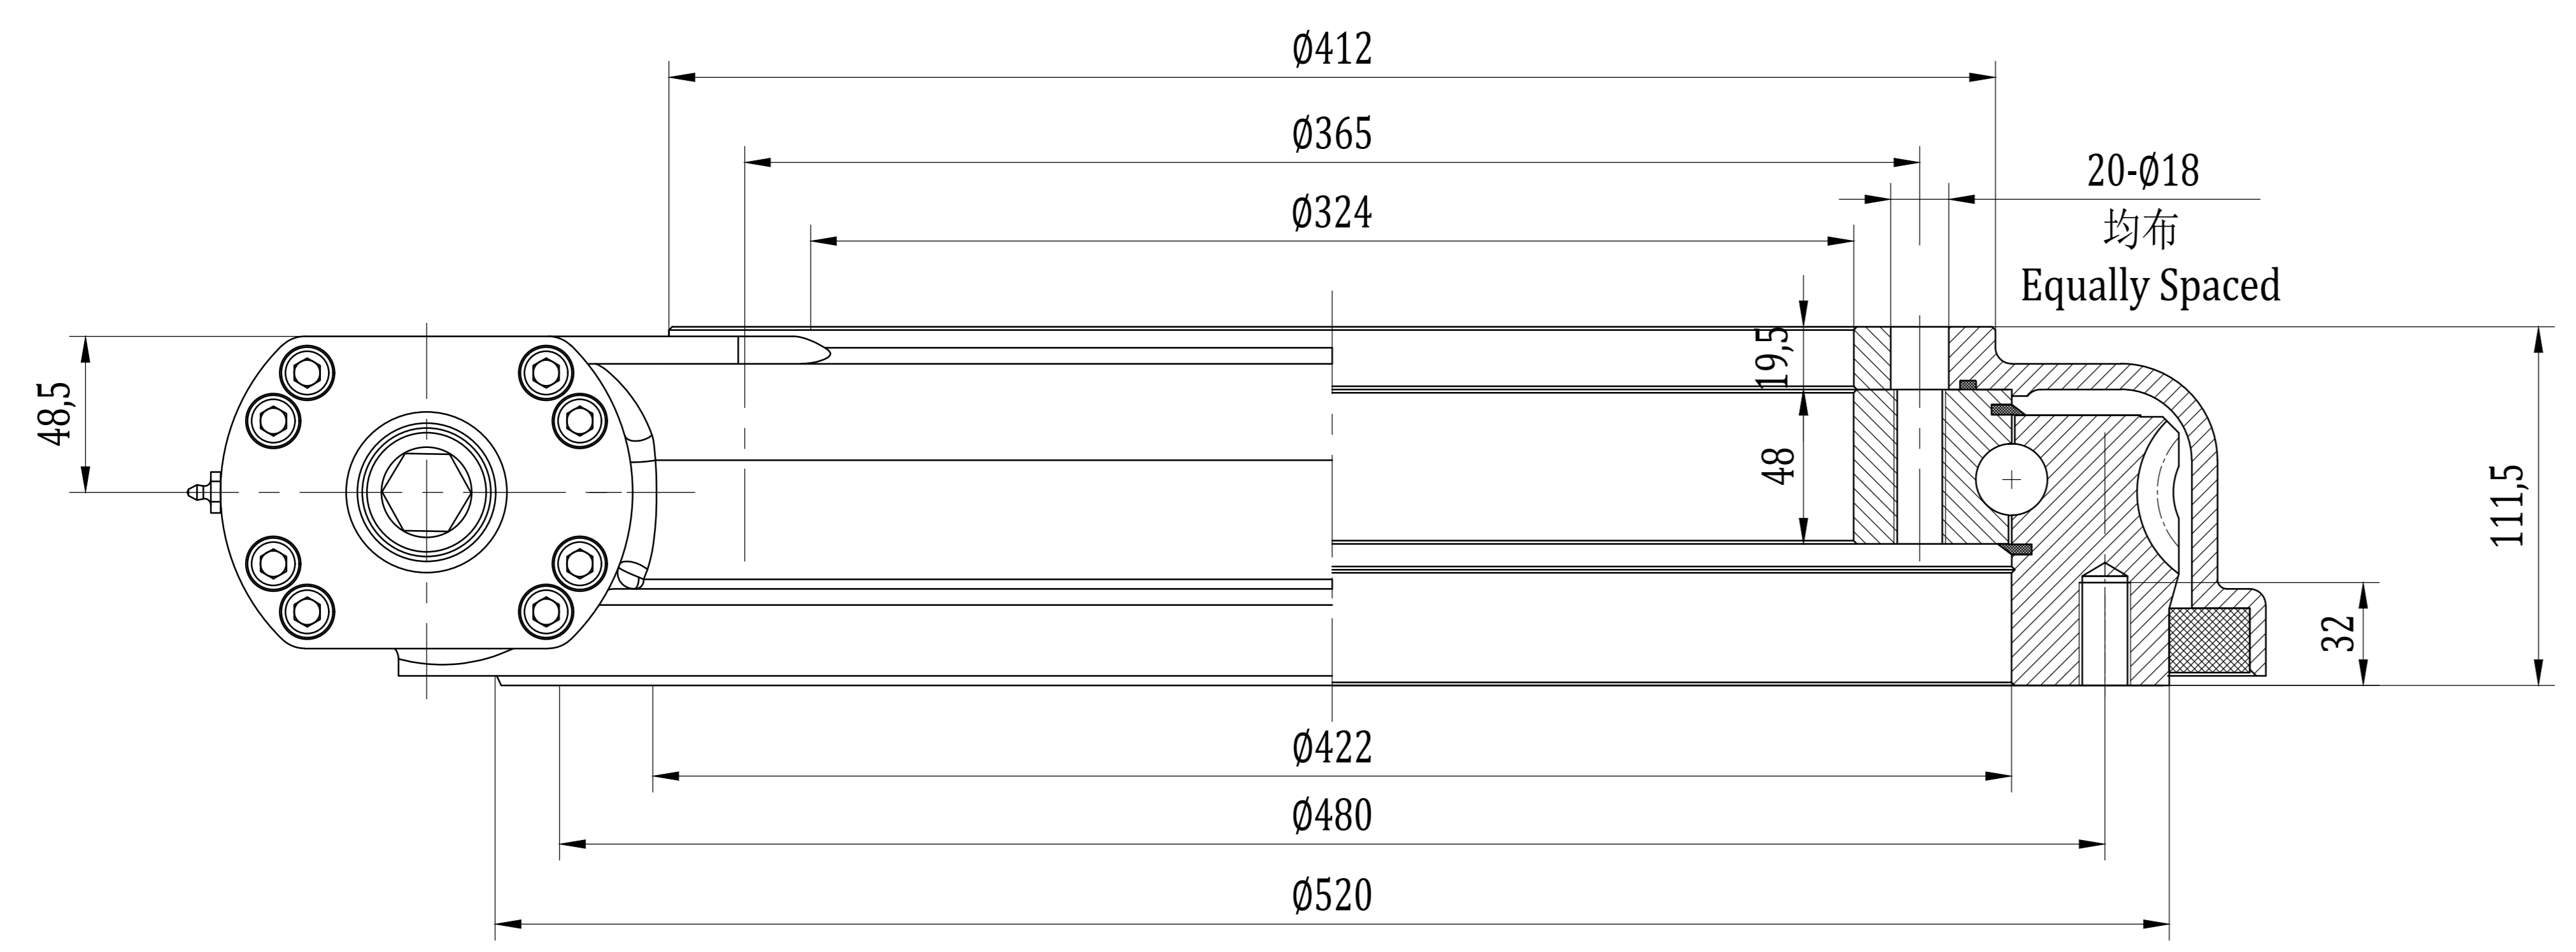 Ø412
Ø365
20-Ø18
Ø324
均布
Equally Spaced
19,5
48,5
48
111,5
32
Ø422
Ø480
Ø520